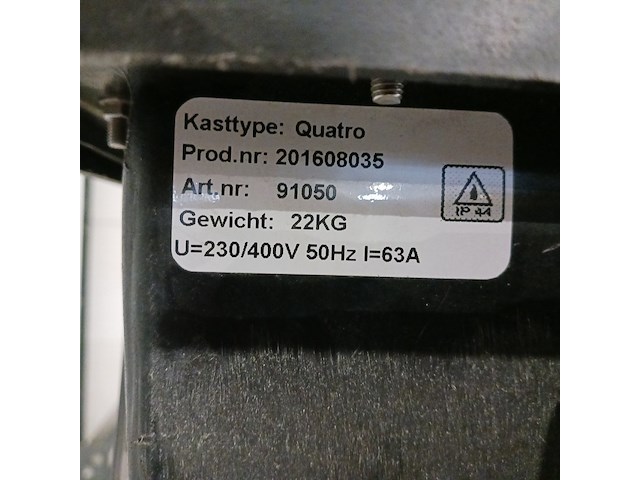 Kasttype: Quatro
Prod.nr: 201608035
Art.nr: 91050
Gewicht: 22KG
U=230/400V 50Hz I=63A
IP 44